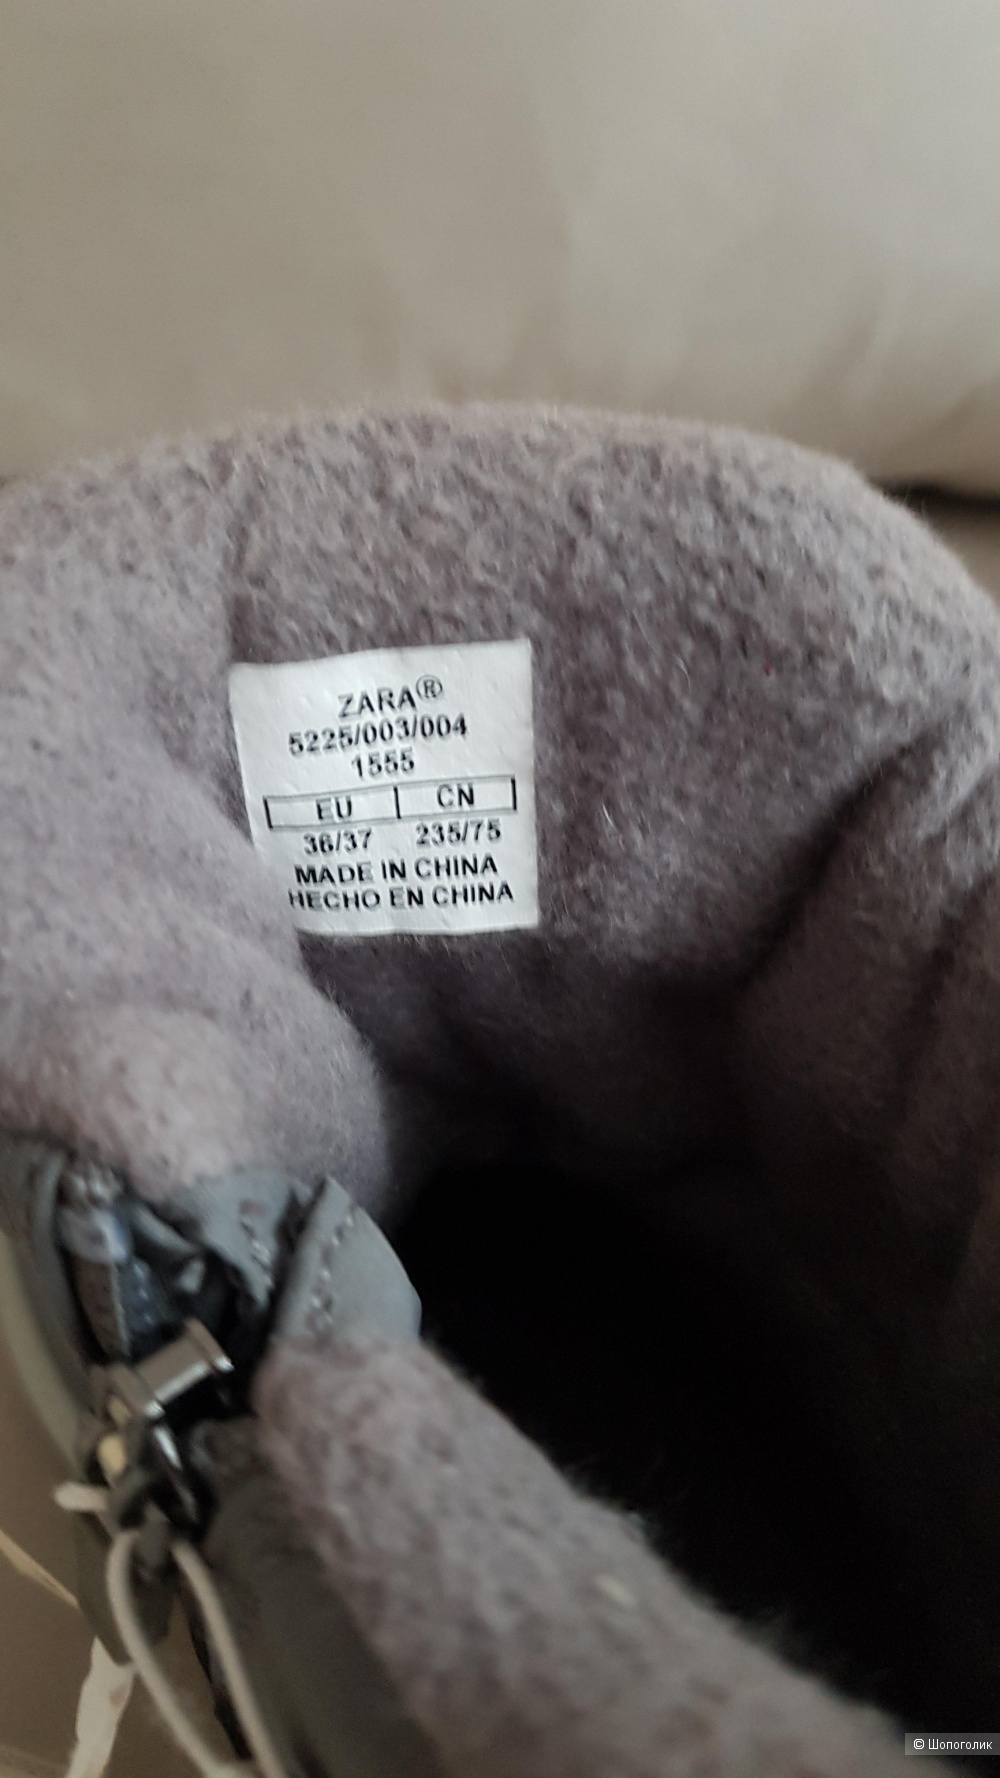 ZARA®
5225/003/004
1555
EU CN
36/37 235/75
MADE IN CHINA
HECHO EN CHINA
© Шопоголик